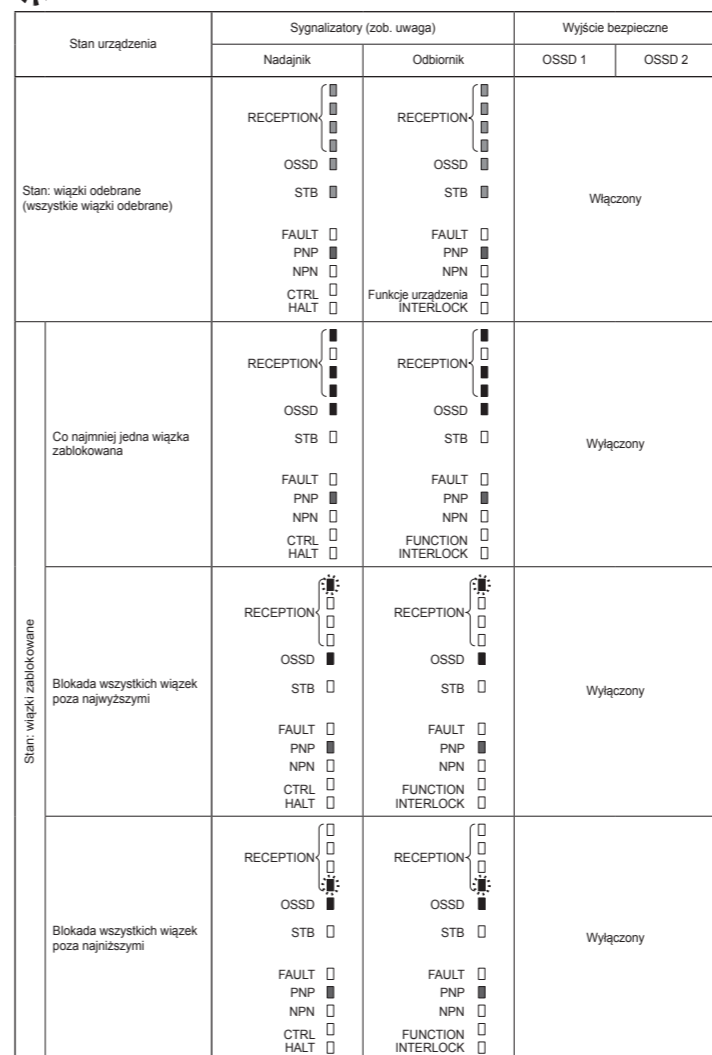 Stan urządzenia
Sygnalizatory (zob. uwaga)
Wyjście bezpieczne
Nadajnik
Odbiornik
OSSD 1
OSSD 2
Stan: wiązki odebrane
(wszystkie wiązki odebrane)
RECEPTION
OSSD
STB
FAULT
PNP
NPN
CTRL
HALT
RECEPTION
OSSD
STB
FAULT
PNP
NPN
Funkcje urządzenia
INTERLOCK
Włączony
Stan: wiązki zablokowane
Co najmniej jedna wiązka
zablokowana
RECEPTION
OSSD
STB
FAULT
PNP
NPN
CTRL
HALT
RECEPTION
OSSD
STB
FAULT
PNP
NPN
FUNCTION
INTERLOCK
Wyłączony
Blokada wszystkich wiązek
poza najwyższymi
RECEPTION
OSSD
STB
FAULT
PNP
NPN
CTRL
HALT
RECEPTION
OSSD
STB
FAULT
PNP
NPN
FUNCTION
INTERLOCK
Wyłączony
Blokada wszystkich wiązek
poza najniższymi
RECEPTION
OSSD
STB
FAULT
PNP
NPN
CTRL
HALT
RECEPTION
OSSD
STB
FAULT
PNP
NPN
FUNCTION
INTERLOCK
Wyłączony